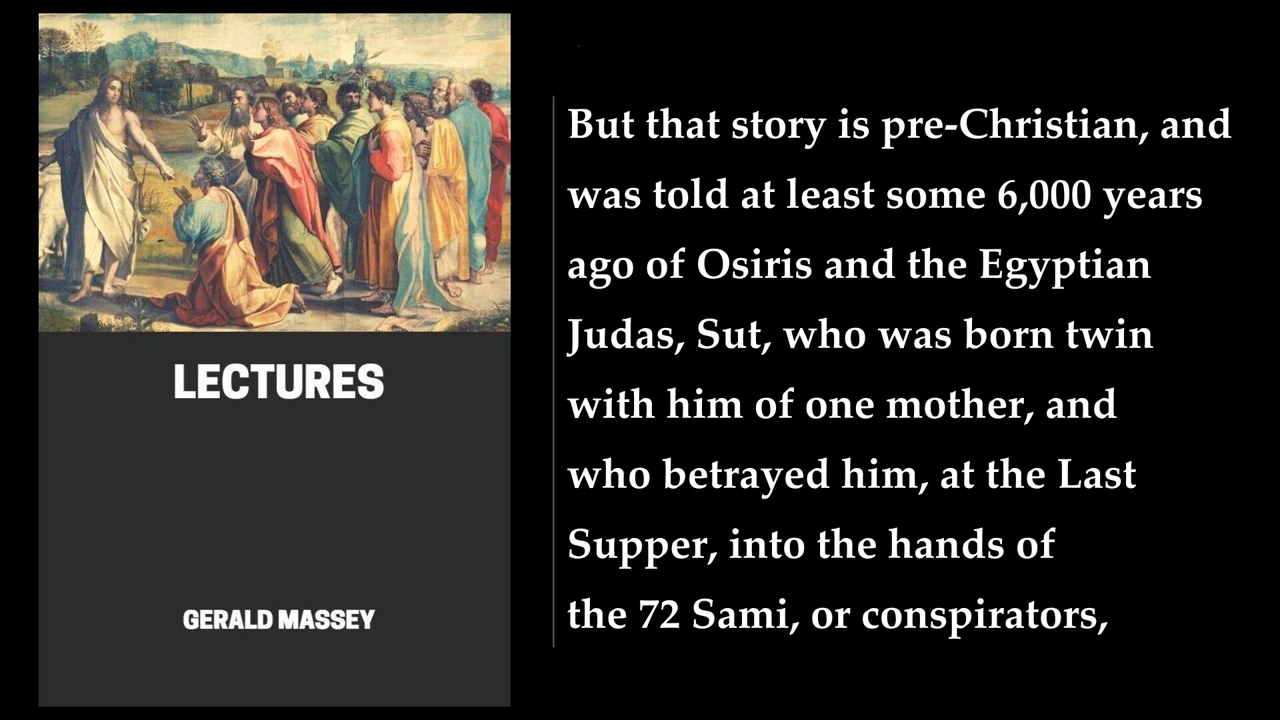 LECTURES
GERALD MASSEY
But that story is pre-Christian, and
was told at least some 6,000 years
ago of Osiris and the Egyptian
Judas, Sut, who was born twin
with him of one mother, and
who betrayed him, at the Last
Supper, into the hands of
the 72 Sami, or conspirators,